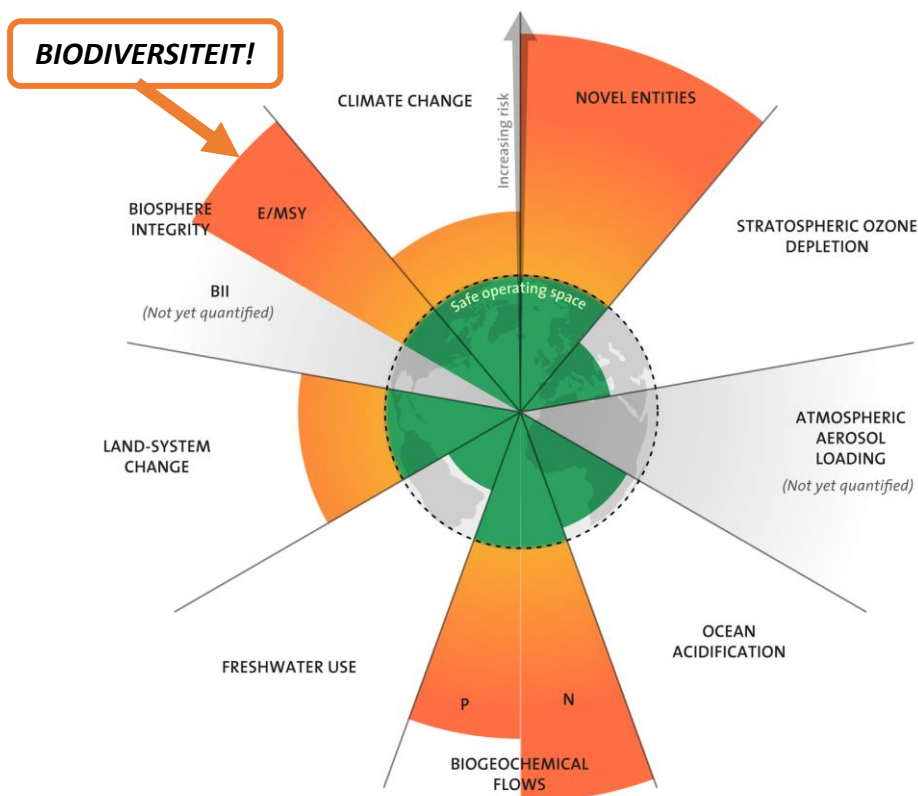 BIODIVERSITEIT!
CLIMATE CHANGE
Increasing risk
NOVEL ENTITIES
BIOSPHERE
INTEGRITY
E/MSY
STRATOSPHERIC OZONE
DEPLETION
BII
(Not yet quantified)
Safe operating space
LAND-SYSTEM
CHANGE
ATMOSPHERIC
AEROSOL
LOADING
(Not yet quantified)
FRESHWATER USE
OCEAN
ACIDIFICATION
P
N
BIOGEOCHEMICAL
FLOWS